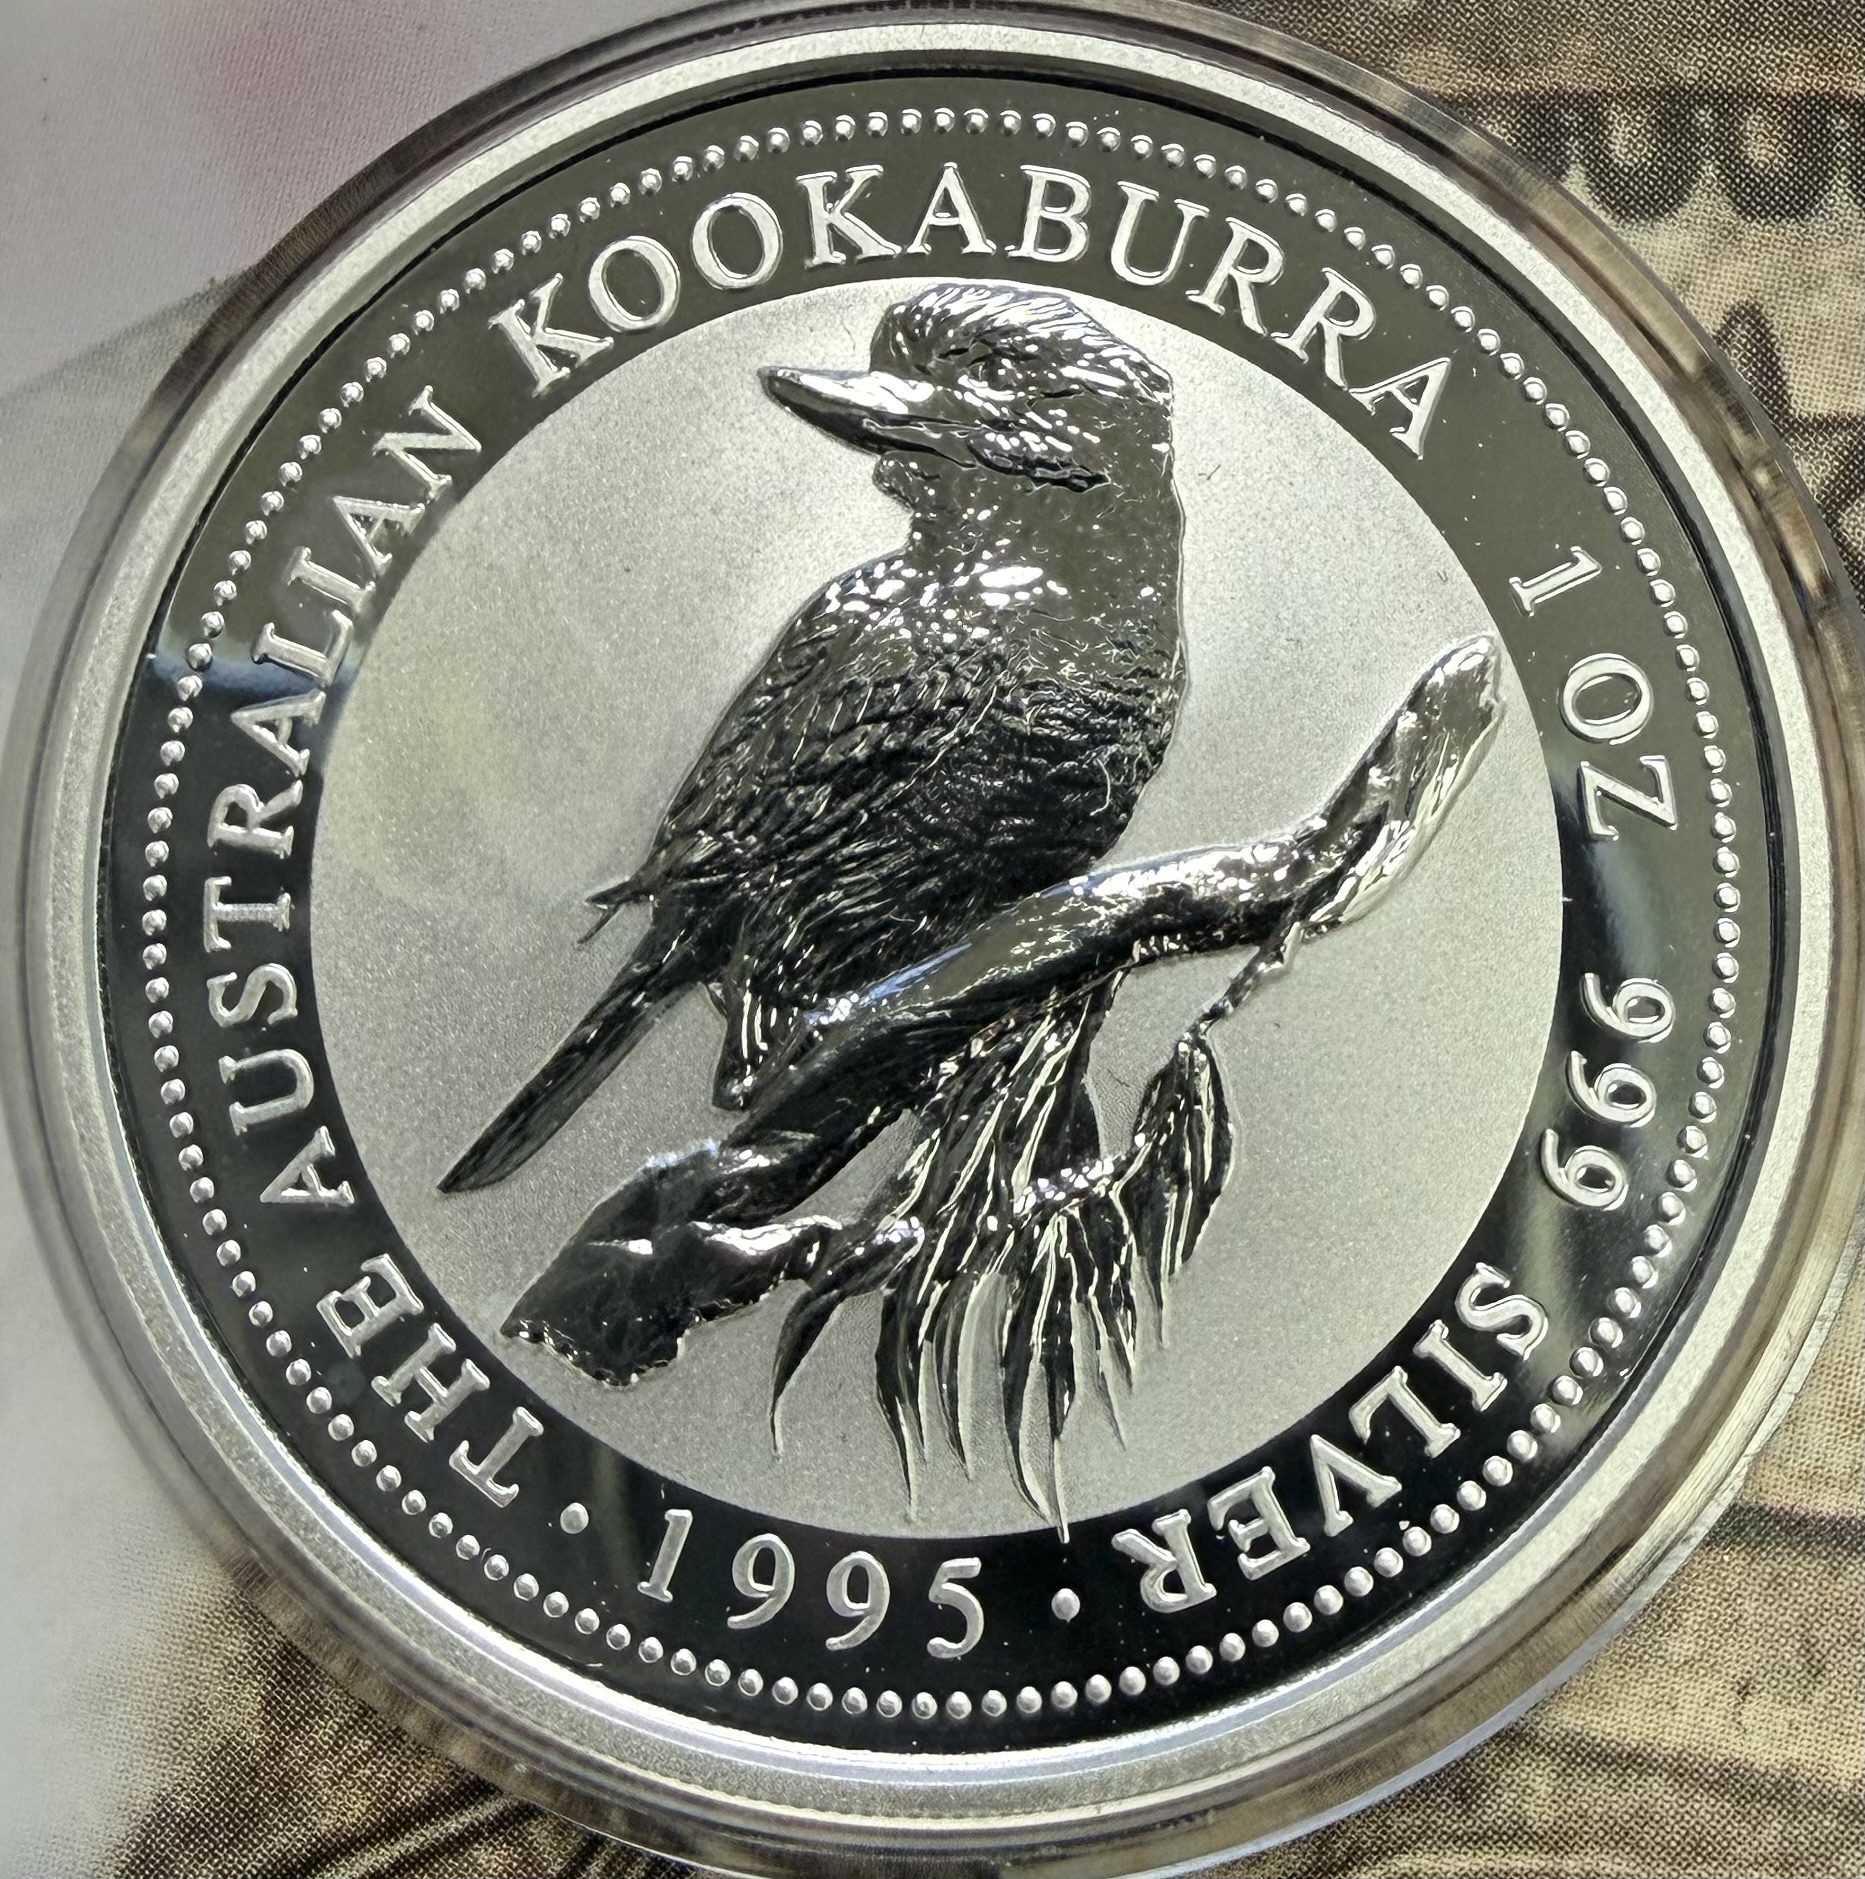 THE AUSTRALIAN KOOKABURRA 1 OZ 999 SILVER
· 1995 ·